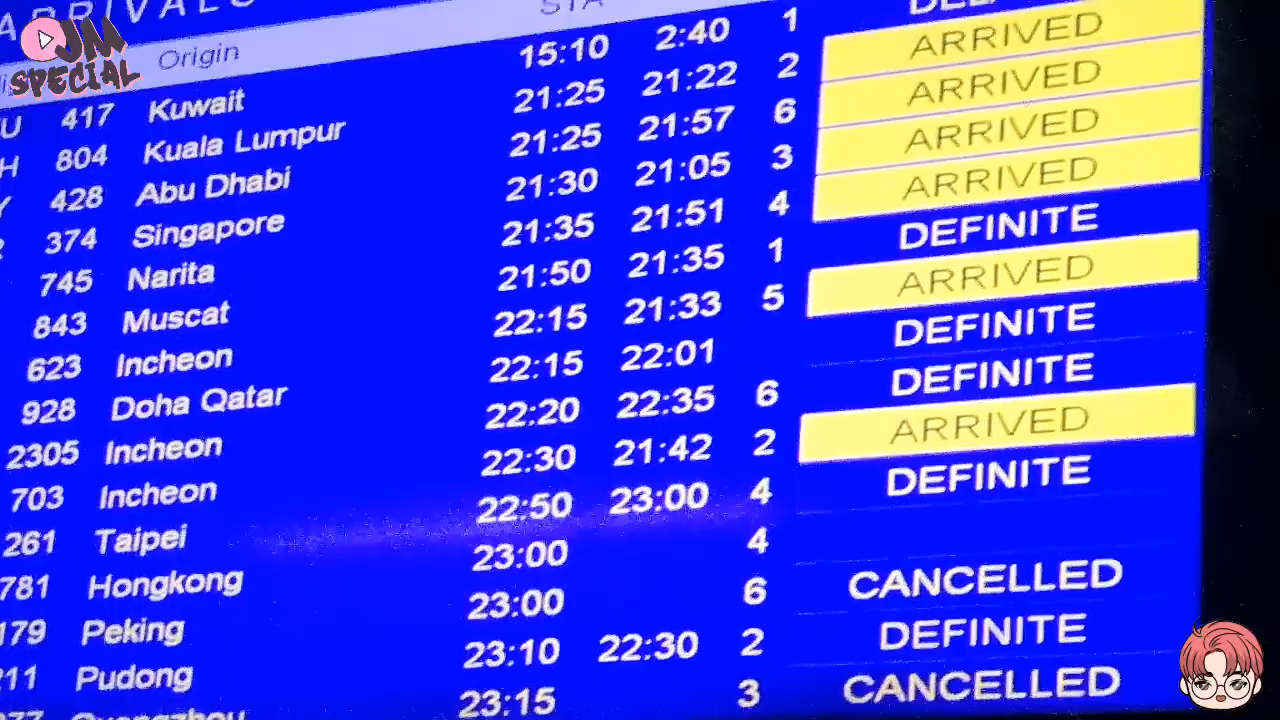 JM
SPECIAL
ARRIVALS
Origin STA
417 Kuwait 15:10 2:40 1
804 Kuala Lumpur 21:25 21:22 2 ARRIVED
428 Abu Dhabi 21:25 21:57 6 ARRIVED
374 Singapore 21:30 21:05 3 ARRIVED
745 Narita 21:35 21:51 4 ARRIVED
843 Muscat 21:50 21:35 1 DEFINITE
623 Incheon 22:15 21:33 5 ARRIVED
928 Doha Qatar 22:15 22:01 DEFINITE
2305 Incheon 22:20 22:35 6 DEFINITE
703 Incheon 22:30 21:42 2 ARRIVED
261 Taipei 22:50 23:00 4 DEFINITE
781 Hongkong 23:00 4
179 Peking 23:00 6 CANCELLED
211 Pudong 23:10 22:30 2 DEFINITE
Guangzhou 23:15 3 CANCELLED